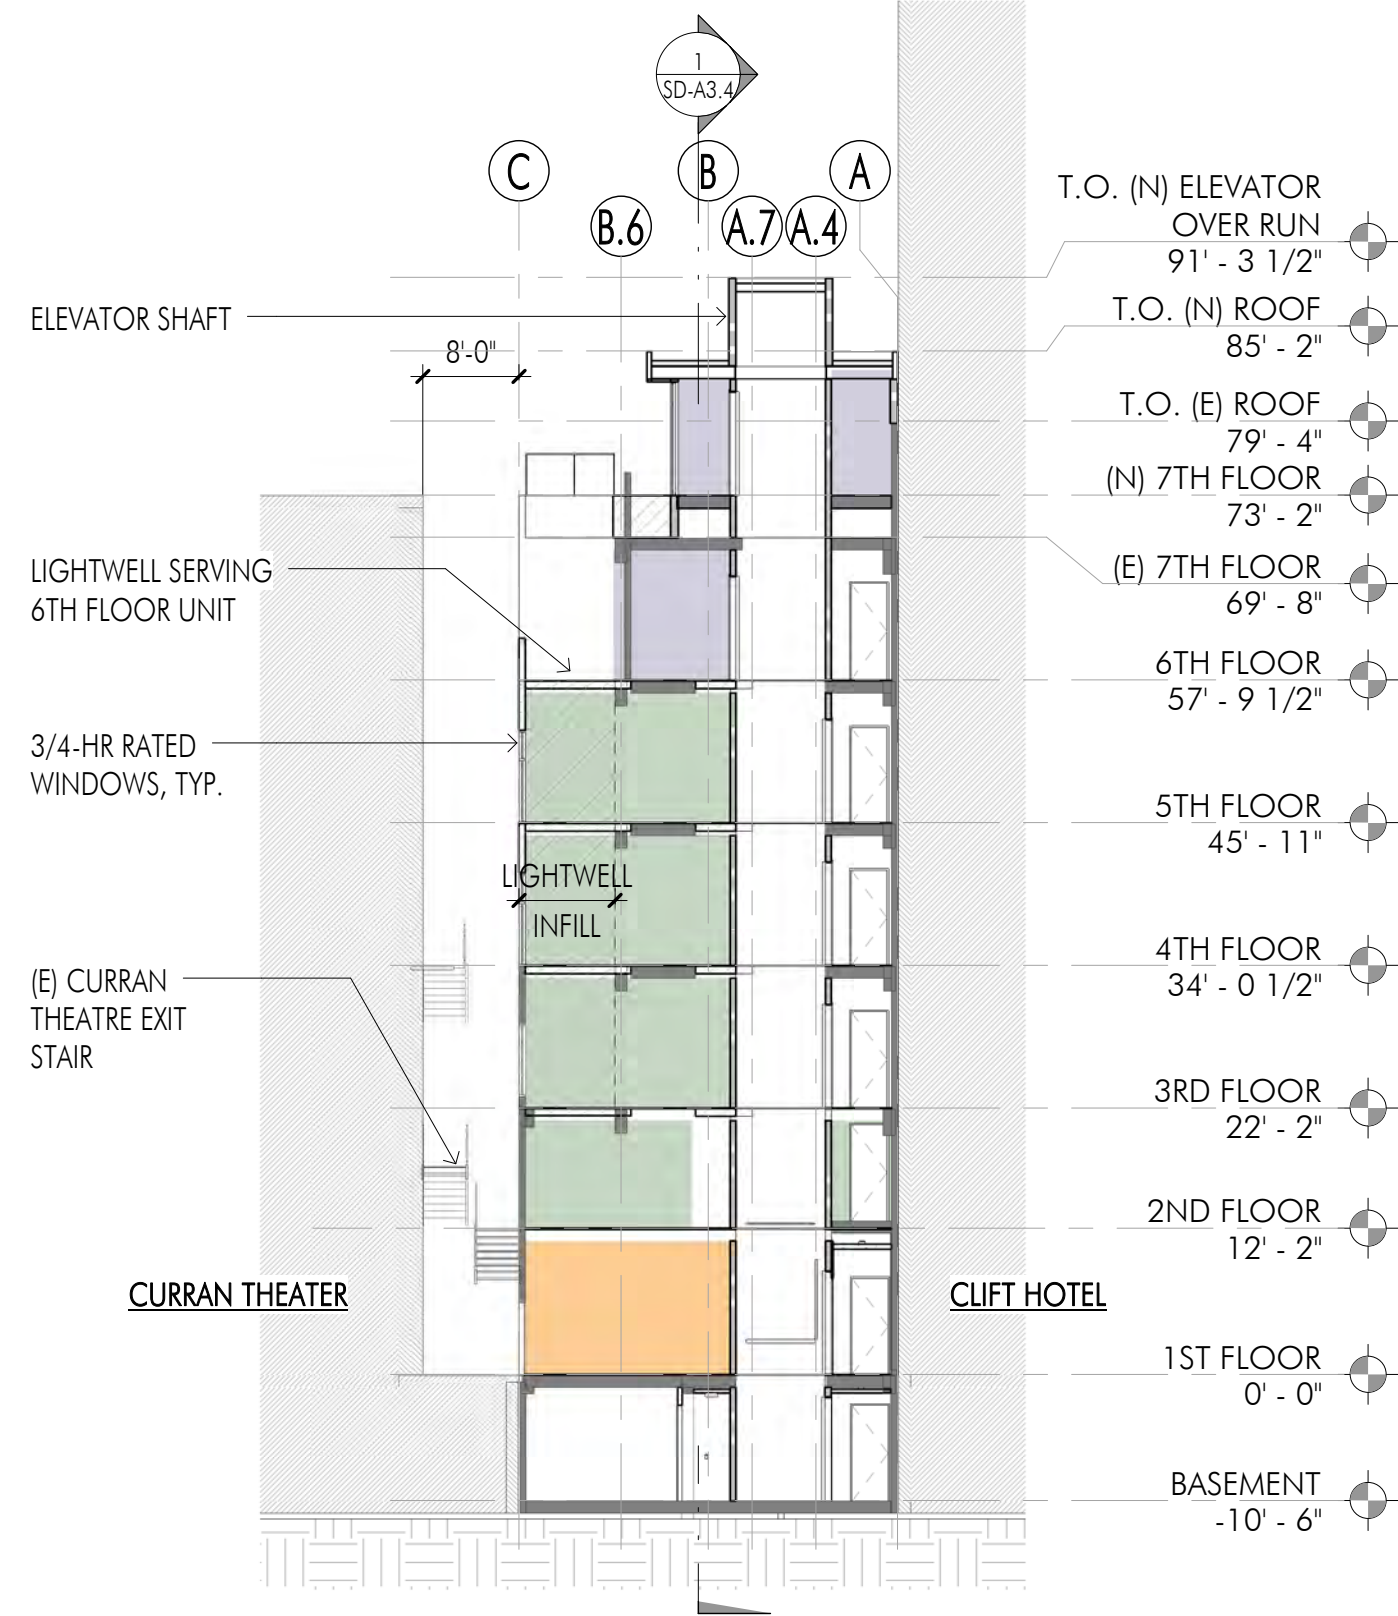 1
SD-A3.4
C
B
A
B.6
A.7
A.4
T.O. (N) ELEVATOR
OVER RUN
91' - 3 1/2"
ELEVATOR SHAFT
T.O. (N) ROOF
85' - 2"
8'-0"
T.O. (E) ROOF
79' - 4"
(N) 7TH FLOOR
73' - 2"
LIGHTWELL SERVING
6TH FLOOR UNIT
(E) 7TH FLOOR
69' - 8"
6TH FLOOR
57' - 9 1/2"
3/4-HR RATED
WINDOWS, TYP.
5TH FLOOR
45' - 11"
LIGHTWELL
INFILL
4TH FLOOR
34' - 0 1/2"
(E) CURRAN
THEATRE EXIT
STAIR
3RD FLOOR
22' - 2"
2ND FLOOR
12' - 2"
CURRAN THEATER
CLIFT HOTEL
1ST FLOOR
0' - 0"
BASEMENT
-10' - 6"